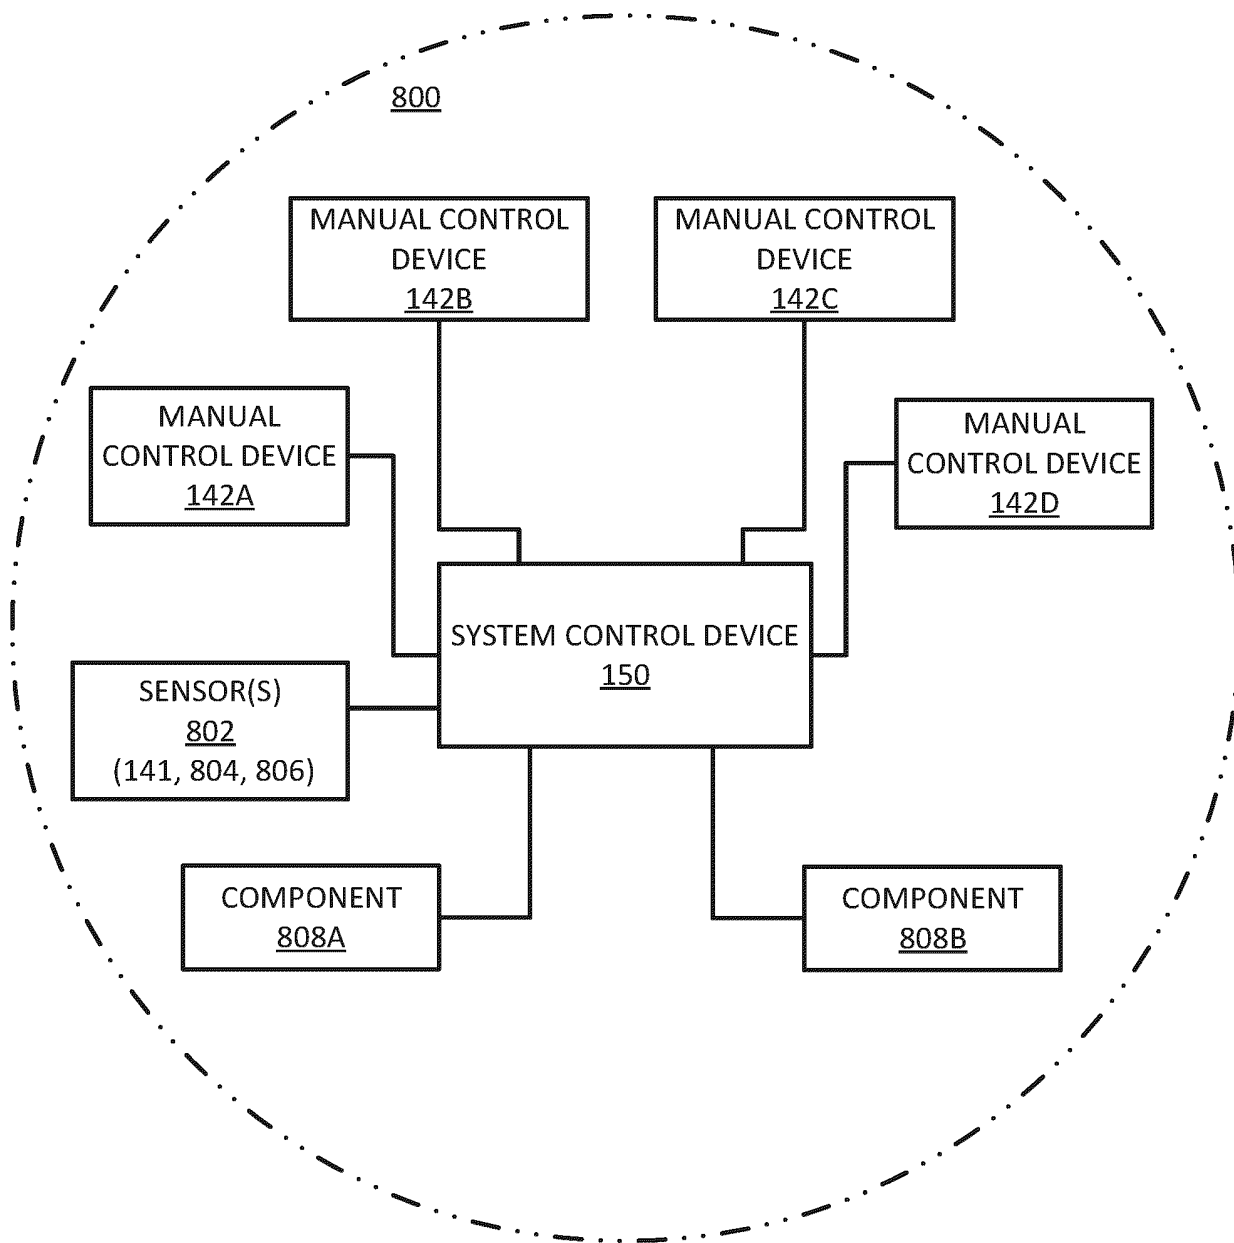 800
MANUAL CONTROL
DEVICE
142B
MANUAL CONTROL
DEVICE
142C
MANUAL
CONTROL DEVICE
142A
MANUAL
CONTROL DEVICE
142D
SYSTEM CONTROL DEVICE
150
SENSOR(S)
802
(141, 804, 806)
COMPONENT
808A
COMPONENT
808B